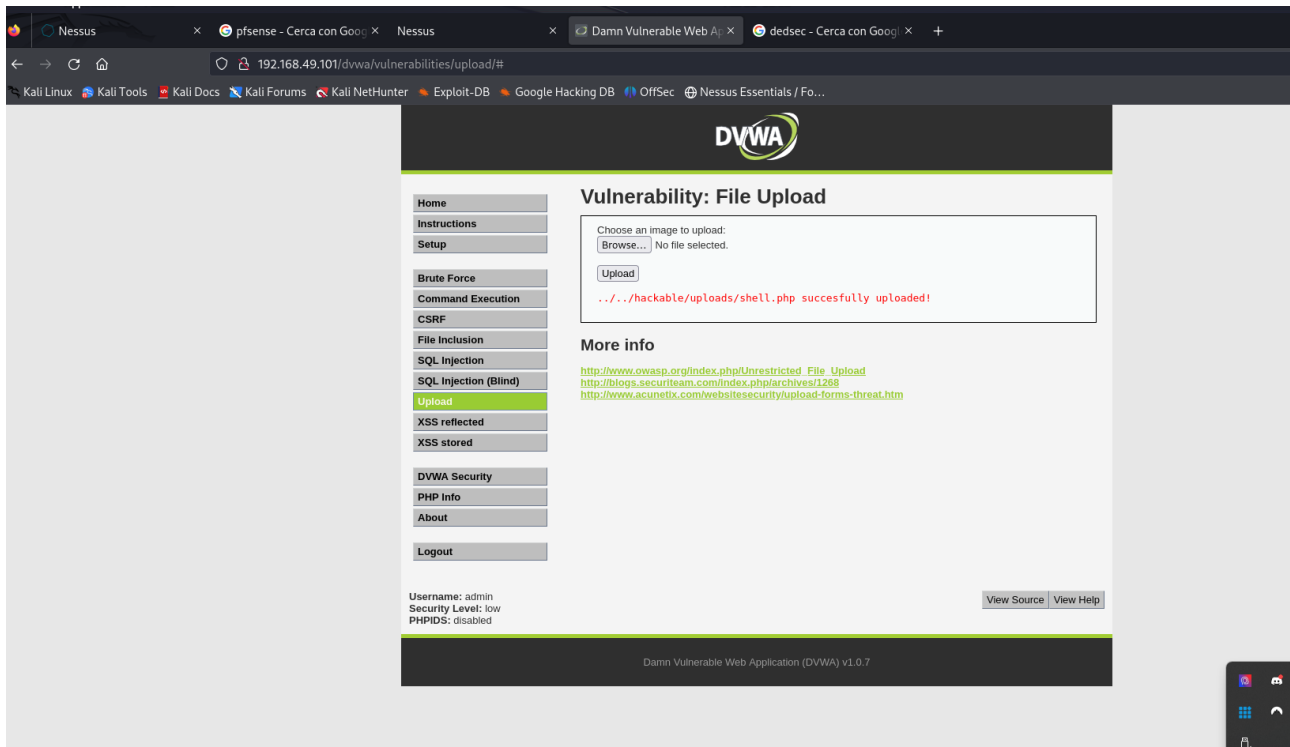 Nessus
pfsense - Cerca con Goog
Nessus
Damn Vulnerable Web Ap
dedsec - Cerca con Googl
192.168.49.101/dvwa/vulnerabilities/upload/#
Kali Linux Kali Tools Kali Docs Kali Forums Kali NetHunter Exploit-DB Google Hacking DB OffSec Nessus Essentials / Fo...
DVWA
Home
Instructions
Setup
Brute Force
Command Execution
CSRF
File Inclusion
SQL Injection
SQL Injection (Blind)
Upload
XSS reflected
XSS stored
DVWA Security
PHP Info
About
Logout
Vulnerability: File Upload
Choose an image to upload:
Browse... No file selected.
Upload
../../hackable/uploads/shell.php succesfully uploaded!
More info
http://www.owasp.org/index.php/Unrestricted_File_Upload
http://blogs.securiteam.com/index.php/archives/1268
http://www.acunetix.com/websitesecurity/upload-forms-threat.htm
Username: admin
Security Level: low
PHPIDS: disabled
View Source View Help
Damn Vulnerable Web Application (DVWA) v1.0.7